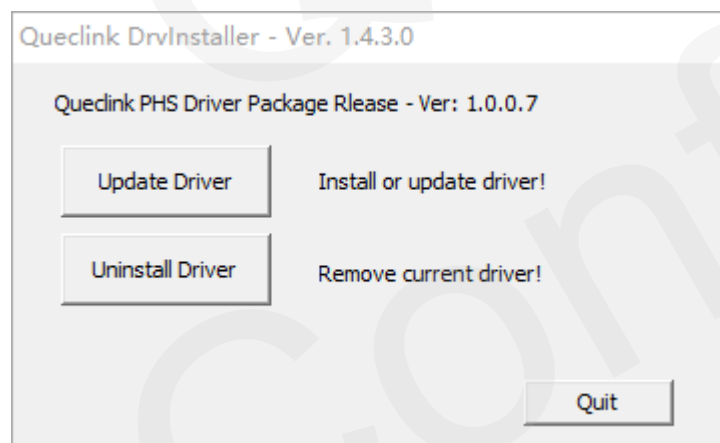 Queclink DrvInstaller - Ver. 1.4.3.0
Queclink PHS Driver Package Rlease - Ver: 1.0.0.7
Update Driver
Install or update driver!
Uninstall Driver
Remove current driver!
Quit